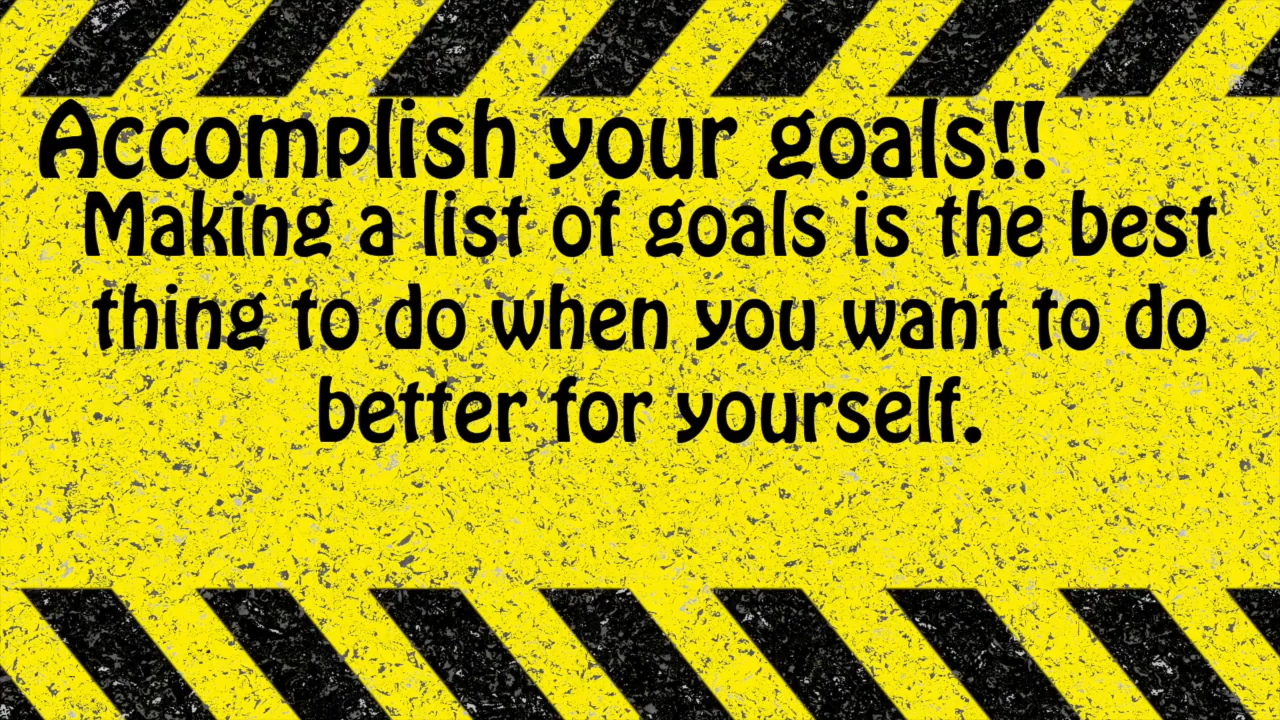 Accomplish your goals!!
Making a list of goals is the best
thing to do when you want to do
better for yourself.